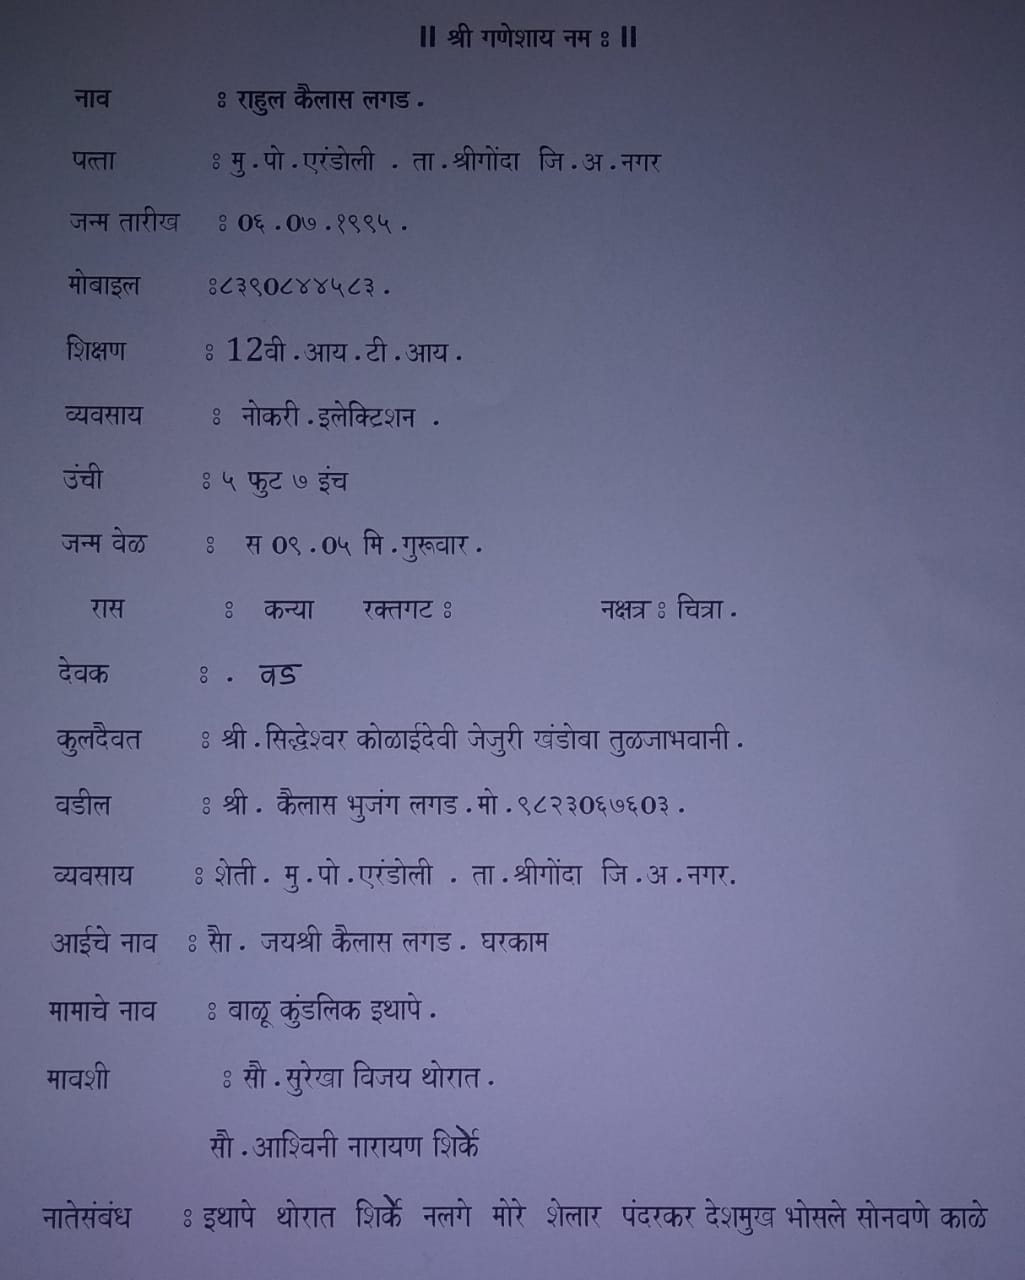 || श्री गणेशाय नम : ||
नाव : राहुल कैलास लगड .
पत्ता : मु . पो . एरंडोली . ता . श्रीगोंदा जि . अ . नगर
जन्म तारीख : ०६ . ०७ . १९९५ .
मोबाइल :८३९०८४४५८३ .
शिक्षण : 12वी . आय . टी . आय .
व्यवसाय : नोकरी . इलेक्टिशन .
उंची : ५ फुट ७ इंच
जन्म वेळ : स ०९ . ०५ मि . गुरूवार .
रास : कन्या रक्तगट : नक्षत्र : चित्रा .
देवक : . वड
कुलदैवत : श्री . सिद्धेश्वर कोळाईदेवी जेजुरी खंडोबा तुळजाभवानी .
वडील : श्री . कैलास भुजंग लगड . मो . ९८२३०६७६०३ .
व्यवसाय : शेती . मु . पो . एरंडोली . ता . श्रीगोंदा जि . अ . नगर.
आईचे नाव : सौ . जयश्री कैलास लगड . घरकाम
मामाचे नाव : बाळू कुंडलिक इथापे .
मावशी : सौ . सुरेखा विजय थोरात .
सौ . आश्विनी नारायण शिर्के
नातेसंबंध : इथापे थोरात शिर्के नलगे मोरे शेलार पंदरकर देशमुख भोसले सोनवणे काळे